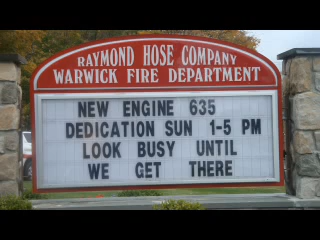 RAYMOND HOSE COMPANY
WARWICK FIRE DEPARTMENT
NEW ENGINE 635
DEDICATION SUN 1-5 PM
LOOK BUSY UNTIL
WE GET THERE